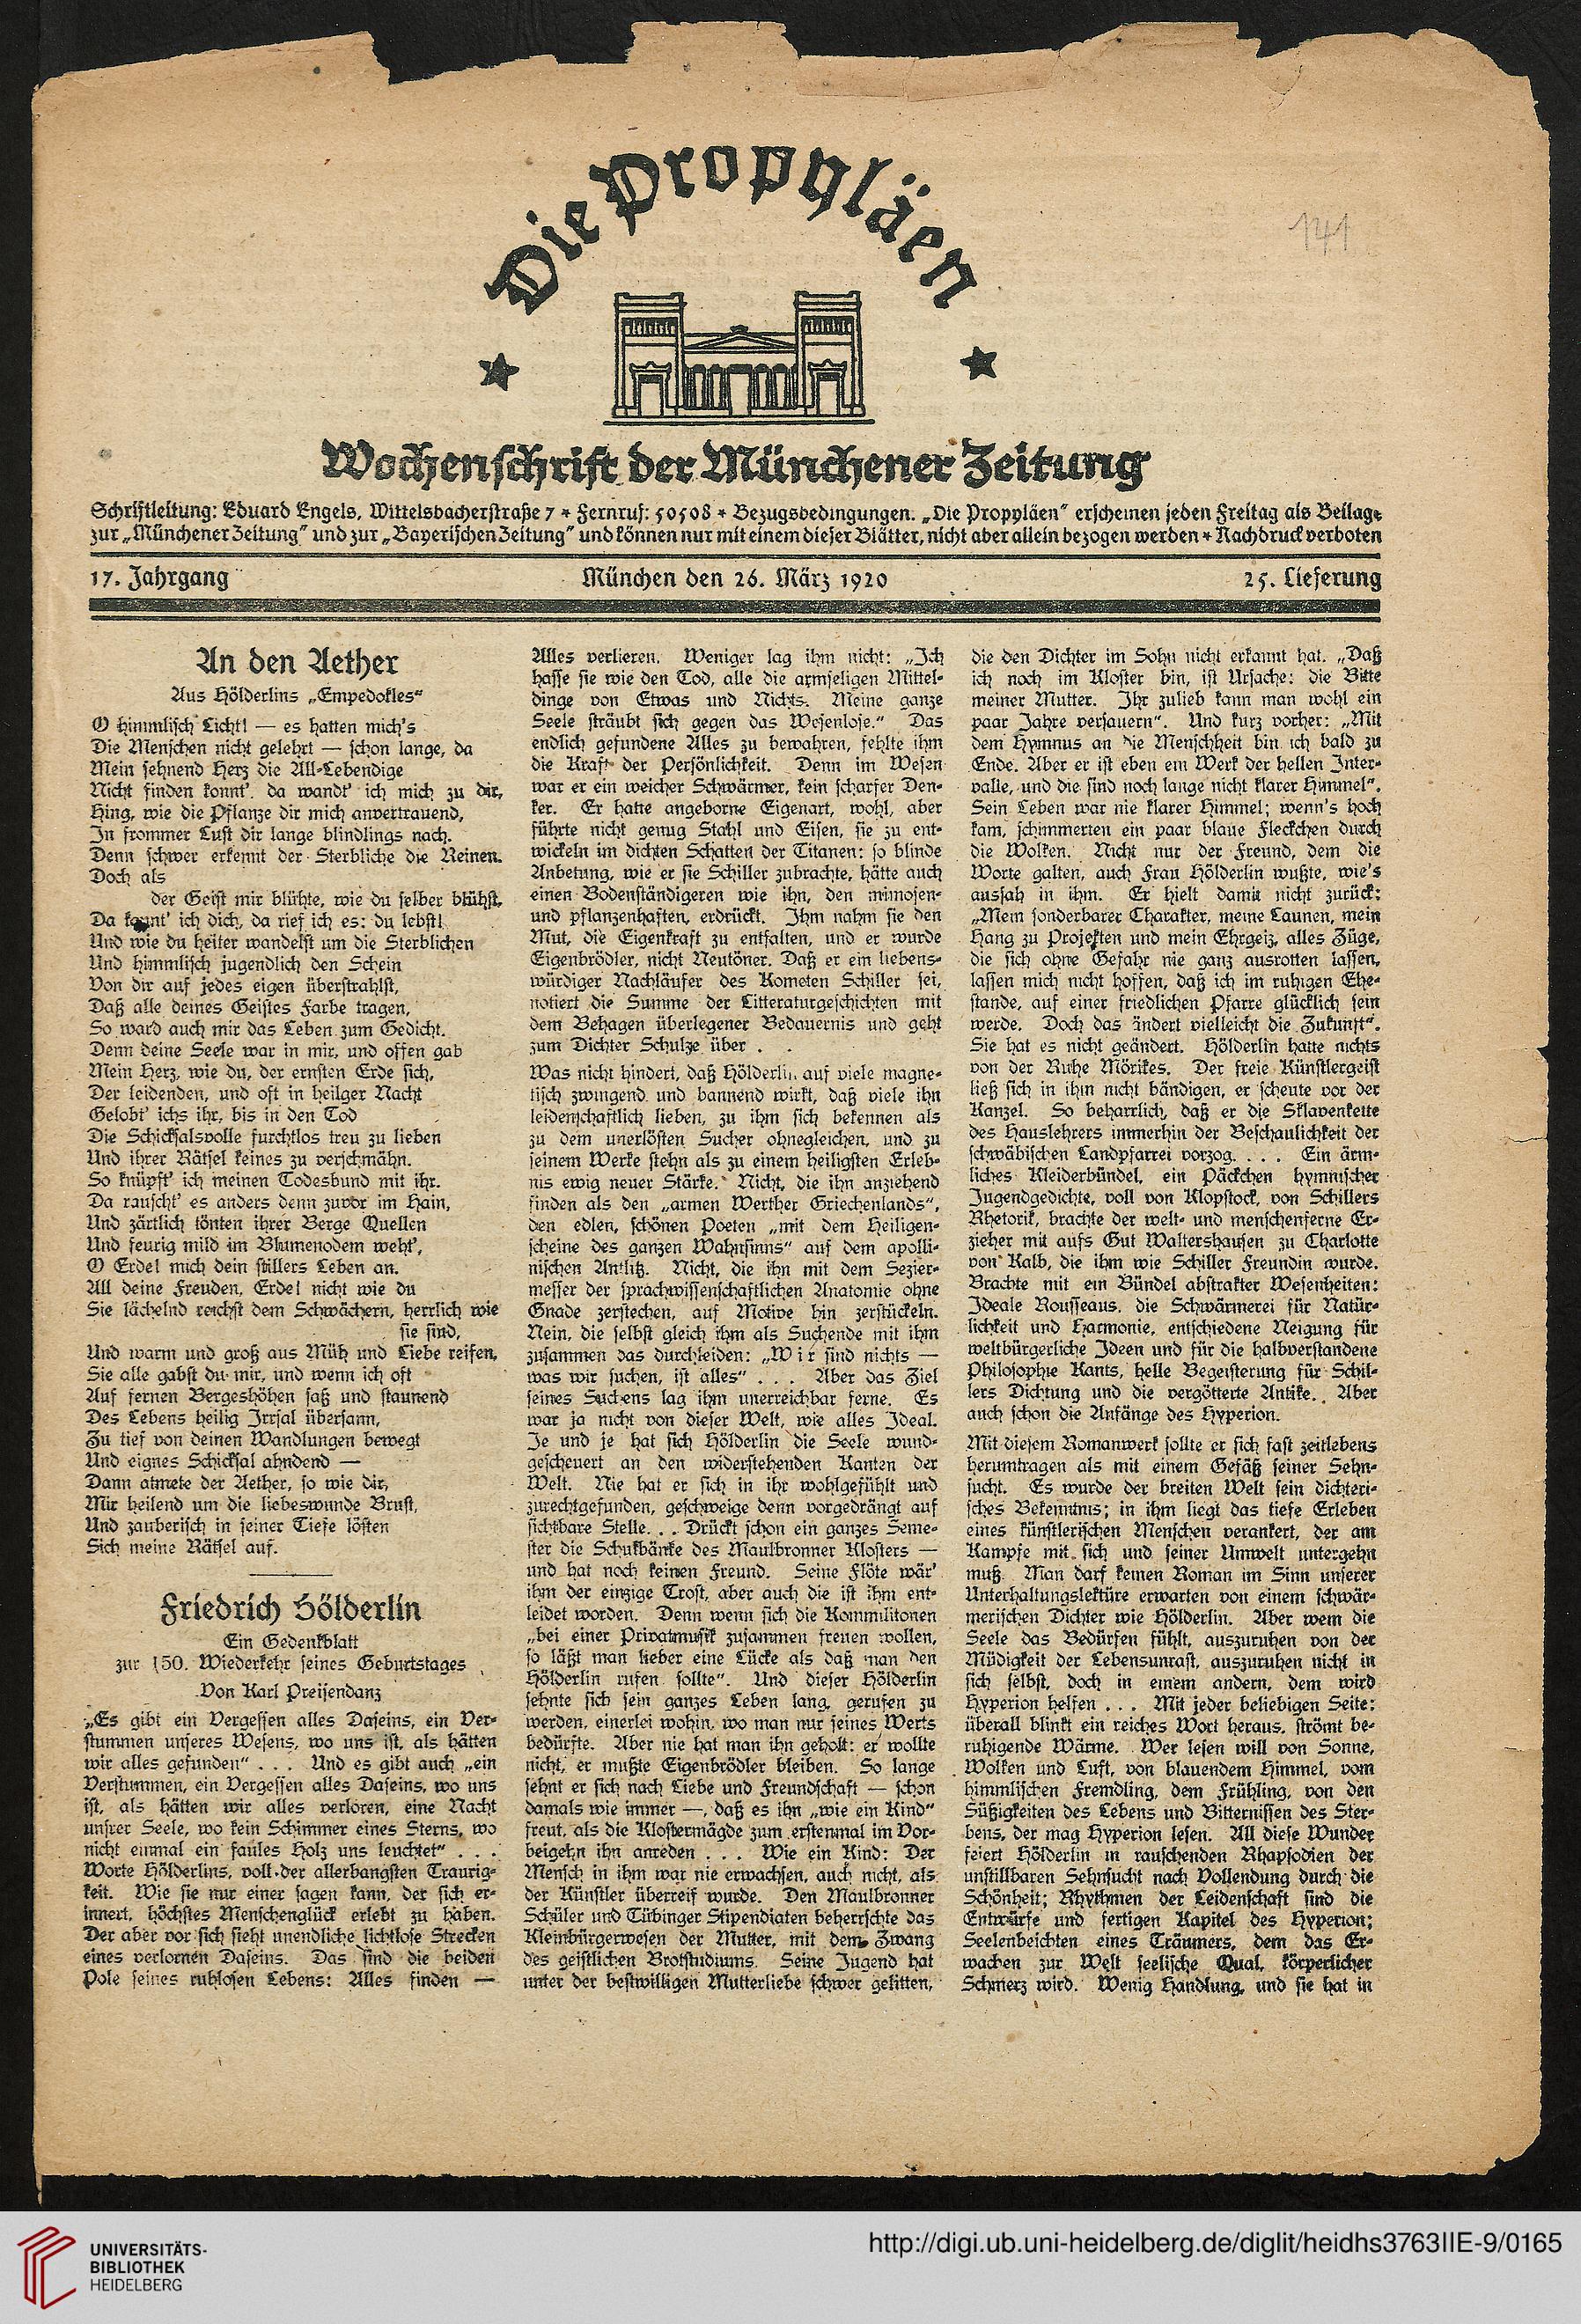 Die Propyläen
141
Wochenschrift der Münchener Zeitung
Schriftleitung: Eduard Engels, Wittelsbacherstraße 7 * Fernruf: 50508 * Bezugsbedingungen. „Die Propyläen“ erscheinen jeden Freitag als Beilage
zur „Münchener Zeitung“ und zur „Bayerischen Zeitung“ und können nur mit einem dieser Blätter, nicht aber allein bezogen werden * Nachdruck verboten
17. Jahrgang München den 26. März 1920 25. Lieferung
An den Aether
Aus Hölderlins „Empedokles“
O himmlisch Licht! — es hatten mich's
Die Menschen nicht gelehrt — schon lange, da
Mein sehnend Herz die All-Lebendige
Nicht finden konnt', da wandt' ich mich zu dir,
Hing, wie die Pflanze dir mich anvertrauend,
In frommer Lust dir lange blindlings nach.
Denn schwer erkennt der Sterbliche die Reinen.
Doch als
der Geist mir blühte, wie du selber blühst,
Da kannt' ich dich, da rief ich es: du lebst!
Und wie du heiter wandelst um die Sterblichen
Und himmlisch jugendlich den Schein
Von dir auf jedes eigen überstrahlst,
Daß alle deines Geistes Farbe tragen,
So ward auch mir das Leben zum Gedicht.
Denn deine Seele war in mir, und offen gab
Mein Herz, wie du, der ernsten Erde sich,
Der leidenden, und oft in heilger Nacht
Gelobt' ichs ihr, bis in den Tod
Die Schicksalsvolle furchtlos treu zu lieben
Und ihrer Rätsel keines zu verschmähn.
So knüpft' ich meinen Todesbund mit ihr.
Da rauscht' es anders denn zuvor im Hain,
Und zärtlich tönten ihrer Berge Quellen
Und feurig mild im Blumenodem weht',
O Erde! mich dein stillers Leben an.
All deine Freuden, Erde! nicht wie du
Sie lächelnd reichst dem Schwächern, herrlich wie
sie sind,
Und warm und groß aus Müh und Liebe reifen,
Sie alle gabst du mir, und wenn ich oft
Auf fernen Bergeshöhen saß und staunend
Des Lebens heilig Irrsal übersann,
Zu tief von deinen Wandlungen bewegt
Und eignes Schicksal ahndend —
Dann atmete der Aether, so wie dir,
Mir heilend um die liebeswunde Brust,
Und zauberisch in seiner Tiefe lösten
Sich meine Rätsel auf.
Friedrich Hölderlin
Ein Gedenkblatt
zur 150. Wiederkehr seines Geburtstages
Von Karl Preisendanz
„Es gibt ein Vergessen alles Daseins, ein Ver-
stummen unseres Wesens, wo uns ist, als hätten
wir alles gefunden“ . . . Und es gibt auch „ein
Verstummen, ein Vergessen alles Daseins, wo uns
ist, als hätten wir alles verloren, eine Nacht
unsrer Seele, wo kein Schimmer eines Sterns, wo
nicht einmal ein faules Holz uns leuchtet“ . . .
Worte Hölderlins, voll der allerbangsten Traurig-
keit. Wie sie nur einer sagen kann, der sich er-
innert, höchstes Menschenglück erlebt zu haben.
Der aber vor sich sieht unendliche lichtlose Strecken
eines verlornen Daseins. Das sind die beiden
Pole seines ruhlosen Lebens: Alles finden —
Alles verlieren. Weniger lag ihm nicht: „Ich
hasse sie wie den Tod, alle die armseligen Mittel-
dinge von Etwas und Nichts. Meine ganze
Seele sträubt sich gegen das Wesenlose.“ Das
endlich gefundene Alles zu bewahren, fehlte ihm
die Kraft der Persönlichkeit. Denn im Wesen
war er ein weicher Schwärmer, kein scharfer Den-
ker. Er hatte angeborne Eigenart, wohl, aber
führte nicht genug Stahl und Eisen, sie zu ent-
wickeln im dichten Schatten der Titanen: so blinde
Anbetung, wie er sie Schiller zubrachte, hätte auch
einen Bodenständigeren wie ihn, den mimosen-
und pflanzenhaften, erdrückt. Ihm nahm sie den
Mut, die Eigenkraft zu entfalten, und er wurde
Eigenbrödler, nicht Neutöner. Daß er ein liebens-
würdiger Nachläufer des Kometen Schiller sei,
notiert die Summe der Litteraturgeschichten mit
dem Behagen überlegener Bedauernis und geht
zum Dichter Schulze über . .
Was nicht hindert, daß Hölderlin auf viele magne-
tisch zwingend und bannend wirkt, daß viele ihn
leidenschaftlich lieben, zu ihm sich bekennen als
zu dem unerlösten Sucher ohnegleichen, und zu
seinem Werke stehn als zu einem heiligsten Erleb-
nis ewig neuer Stärke. Nicht, die ihn anziehend
finden als den „armen Werther Griechenlands“,
den edlen, schönen Poeten „mit dem Heiligen-
scheine des ganzen Wahnsinns“ auf dem apolli-
nischen Antlitz. Nicht, die ihn mit dem Sezier-
messer der sprachwissenschaftlichen Anatomie ohne
Gnade zerstechen, auf Motive hin zerstückeln.
Nein, die selbst gleich ihm als Suchende mit ihm
zusammen das durchleiden: „Wir sind nichts —
was wir suchen, ist alles“ . . . Aber das Ziel
seines Suchens lag ihm unerreichbar ferne. Es
war ja nicht von dieser Welt, wie alles Ideal.
Je und je hat sich Hölderlin die Seele wund-
gescheuert an den widerstehenden Kanten der
Welt. Nie hat er sich in ihr wohlgefühlt und
zurechtgefunden, geschweige denn vorgedrängt auf
sichtbare Stelle. . . Drückt schon ein ganzes Seme-
ster die Schulbänke des Maulbronner Klosters —
und hat noch keinen Freund. Seine Flöte wär'
ihm der einzige Trost, aber auch die ist ihm ent-
leidet worden. Denn wenn sich die Kommilitonen
„bei einer Privatmusik zusammen freuen wollen,
so läßt man lieber eine Lücke als daß man den
Hölderlin rufen sollte“. Und dieser Hölderlin
sehnte sich sein ganzes Leben lang, gerufen zu
werden, einerlei wohin, wo man nur seines Werts
bedürfte. Aber nie hat man ihn geholt: er wollte
nicht, er mußte Eigenbrödler bleiben. So lange
sehnt er sich nach Liebe und Freundschaft — schon
damals wie immer —, daß es ihn „wie ein Kind“
freut, als die Klostermägde zum erstenmal im Vor-
beigehn ihn anreden . . . Wie ein Kind: Der
Mensch in ihm war nie erwachsen, auch nicht, als
der Künstler überreif wurde. Den Maulbronner
Schüler und Tübinger Stipendiaten beherrschte das
Kleinbürgerwesen der Mutter, mit dem Zwang
des geistlichen Brotstudiums. Seine Jugend hat
unter der bestwilligen Mutterliebe schwer gelitten,
die den Dichter im Sohn nicht erkannt hat. „Daß
ich noch im Kloster bin, ist Ursache: die Bitte
meiner Mutter. Ihr zulieb kann man wohl ein
paar Jahre versauern“. Und kurz vorher: „Mit
dem Hymnus an die Menschheit bin ich bald zu
Ende. Aber er ist eben ein Werk der hellen Inter-
valle, und die sind noch lange nicht klarer Himmel“.
Sein Leben war nie klarer Himmel; wenn's hoch
kam, schimmerten ein paar blaue Fleckchen durch
die Wolken. Nicht nur der Freund, dem die
Worte galten, auch Frau Hölderlin wußte, wie's
aussah in ihm. Er hielt damit nicht zurück:
„Mein sonderbarer Charakter, meine Launen, mein
Hang zu Projekten und mein Ehrgeiz, alles Züge,
die sich ohne Gefahr nie ganz ausrotten lassen,
lassen mich nicht hoffen, daß ich im ruhigen Ehe-
stande, auf einer friedlichen Pfarre glücklich sein
werde. Doch das ändert vielleicht die Zukunft“.
Sie hat es nicht geändert. Hölderlin hatte nichts
von der Ruhe Mörikes. Der freie Künstlergeist
ließ sich in ihm nicht bändigen, er scheute vor der
Kanzel. So beharrlich, daß er die Sklavenkette
des Hauslehrers immerhin der Beschaulichkeit der
schwäbischen Landpfarrei vorzog. . . . Ein ärm-
liches Kleiderbündel, ein Päckchen hymnischer
Jugendgedichte, voll von Klopstock, von Schillers
Rhetorik, brachte der welt- und menschenferne Er-
zieher mit aufs Gut Waltershausen zu Charlotte
von Kalb, die ihm wie Schiller Freundin wurde.
Brachte mit ein Bündel abstrakter Wesenheiten:
Ideale Rousseaus, die Schwärmerei für Natür-
lichkeit und Harmonie, entschiedene Neigung für
weltbürgerliche Ideen und für die halbverstandene
Philosophie Kants, helle Begeisterung für Schil-
lers Dichtung und die vergötterte Antike. Aber
auch schon die Anfänge des Hyperion.
Mit diesem Romanwerk sollte er sich fast zeitlebens
herumtragen als mit einem Gefäß seiner Sehn-
sucht. Es wurde der breiten Welt sein dichteri-
sches Bekenntnis; in ihm liegt das tiefe Erleben
eines künstlerischen Menschen verankert, der am
Kampfe mit sich und seiner Umwelt untergehn
muß. Man darf keinen Roman im Sinn unserer
Unterhaltungslektüre erwarten von einem schwär-
merischen Dichter wie Hölderlin. Aber wem die
Seele das Bedürfen fühlt, auszuruhen von der
Müdigkeit der Lebensunrast, auszuruhen nicht in
sich selbst, doch in einem andern, dem wird
Hyperion helfen . . . Mit jeder beliebigen Seite:
überall blinkt ein reiches Wort heraus, strömt be-
ruhigende Wärme. Wer lesen will von Sonne,
Wolken und Luft, von blauendem Himmel, vom
himmlischen Fremdling, dem Frühling, von den
Süßigkeiten des Lebens und Bitternissen des Ster-
bens, der mag Hyperion lesen. All diese Wunder
feiert Hölderlin in rauschenden Rhapsodien der
unstillbaren Sehnsucht nach Vollendung durch die
Schönheit; Rhythmen der Leidenschaft sind die
Entwürfe und fertigen Kapitel des Hyperion;
Seelenbeichten eines Träumers, dem das Er-
wachen zur Welt seelische Qual, körperlicher
Schmerz wird. Wenig Handlung, und sie hat in
UNIVERSITÄTS-
BIBLIOTHEK
HEIDELBERG
http://digi.ub.uni-heidelberg.de/diglit/heidhs3763IIE-9/0165